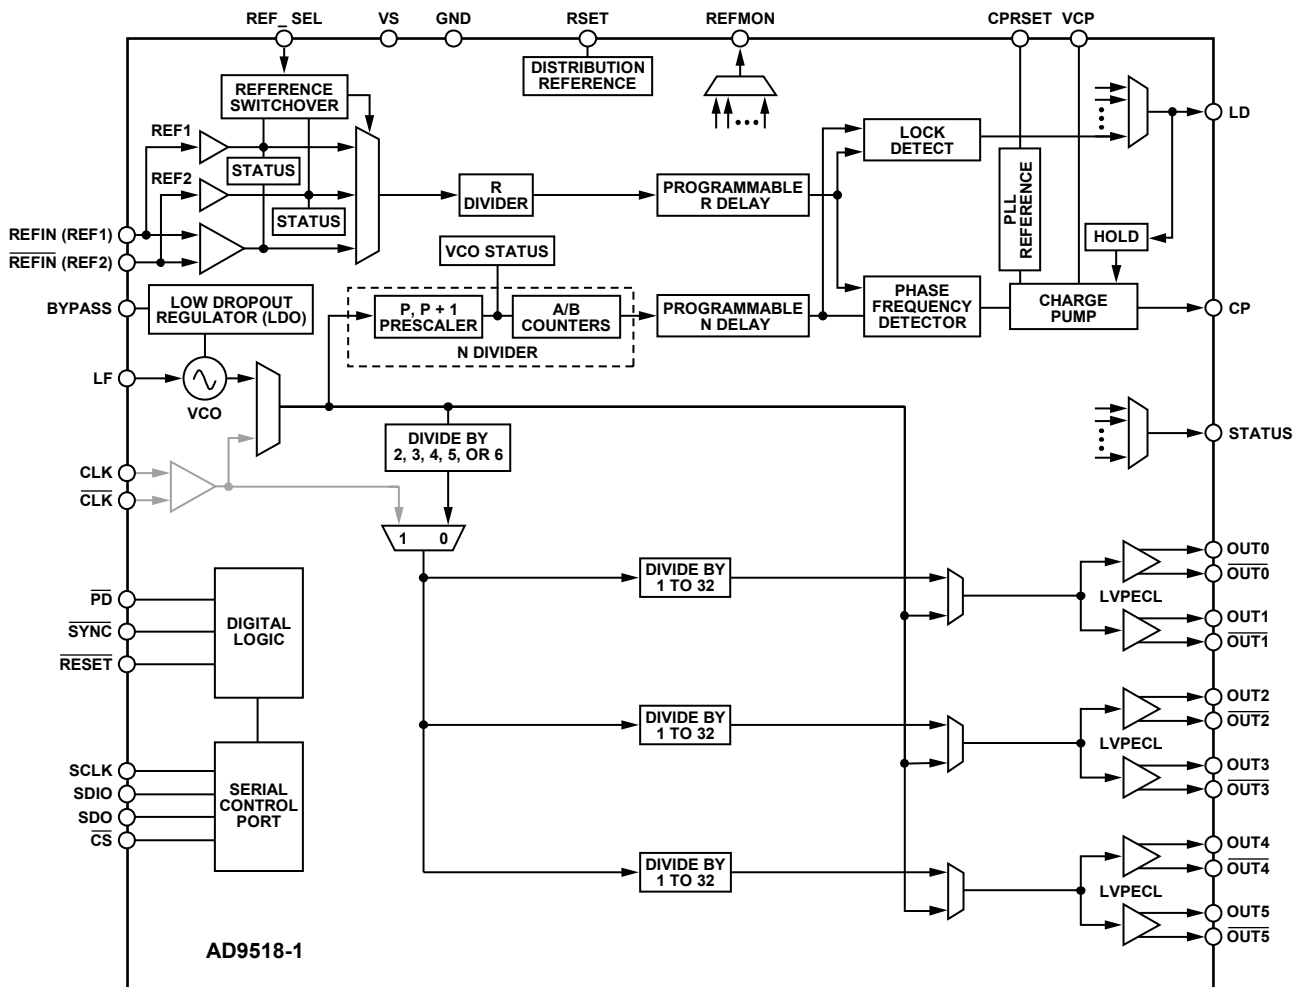 REF_ SEL
VS
GND
RSET
REFMON
CPRSET
VCP
DISTRIBUTION
REFERENCE
REFERENCE
SWITCHOVER
REF1
STATUS
REF2
STATUS
R
DIVIDER
PROGRAMMABLE
R DELAY
LOCK
DETECT
PLL
REFERENCE
HOLD
LD
REFIN (REF1)
REFIN (REF2)
VCO STATUS
BYPASS
LOW DROPOUT
REGULATOR (LDO)
P, P + 1
PRESCALER
A/B
COUNTERS
N DIVIDER
PROGRAMMABLE
N DELAY
PHASE
FREQUENCY
DETECTOR
CHARGE
PUMP
CP
LF
VCO
DIVIDE BY
2, 3, 4, 5, OR 6
STATUS
CLK
CLK
1
0
DIVIDE BY
1 TO 32
LVPECL
OUT0
OUT0
OUT1
OUT1
PD
SYNC
RESET
DIGITAL
LOGIC
DIVIDE BY
1 TO 32
LVPECL
OUT2
OUT2
OUT3
OUT3
SCLK
SDIO
SDO
CS
SERIAL
CONTROL
PORT
DIVIDE BY
1 TO 32
LVPECL
OUT4
OUT4
OUT5
OUT5
AD9518-1